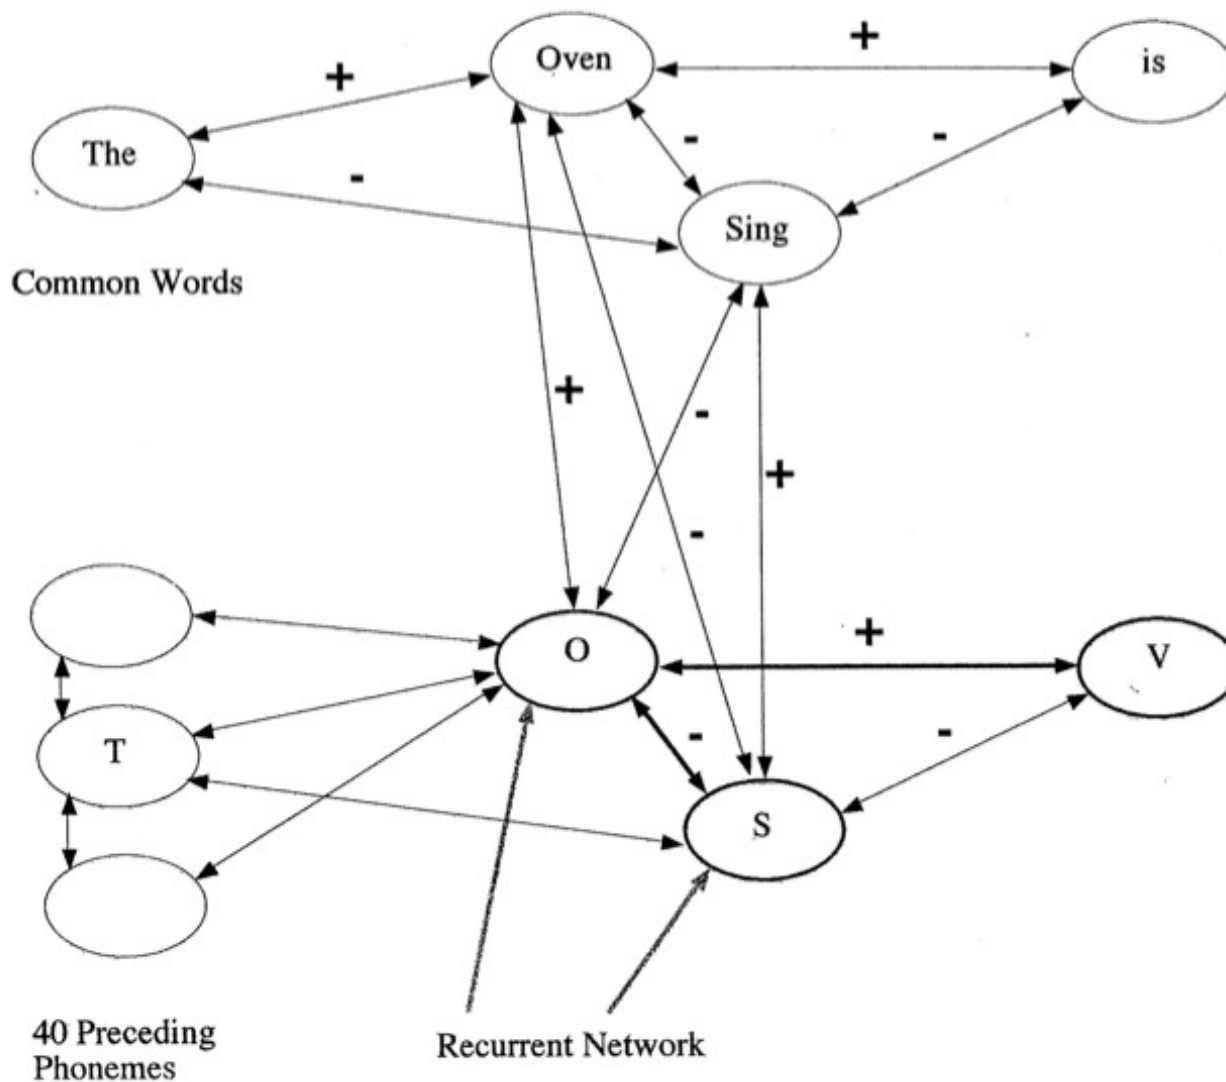 Oven
+
+
is
The
-
-
-
Sing
Common Words
+
-
+
-
O
+
V
T
-
-
S
40 Preceding
Phonemes
Recurrent Network